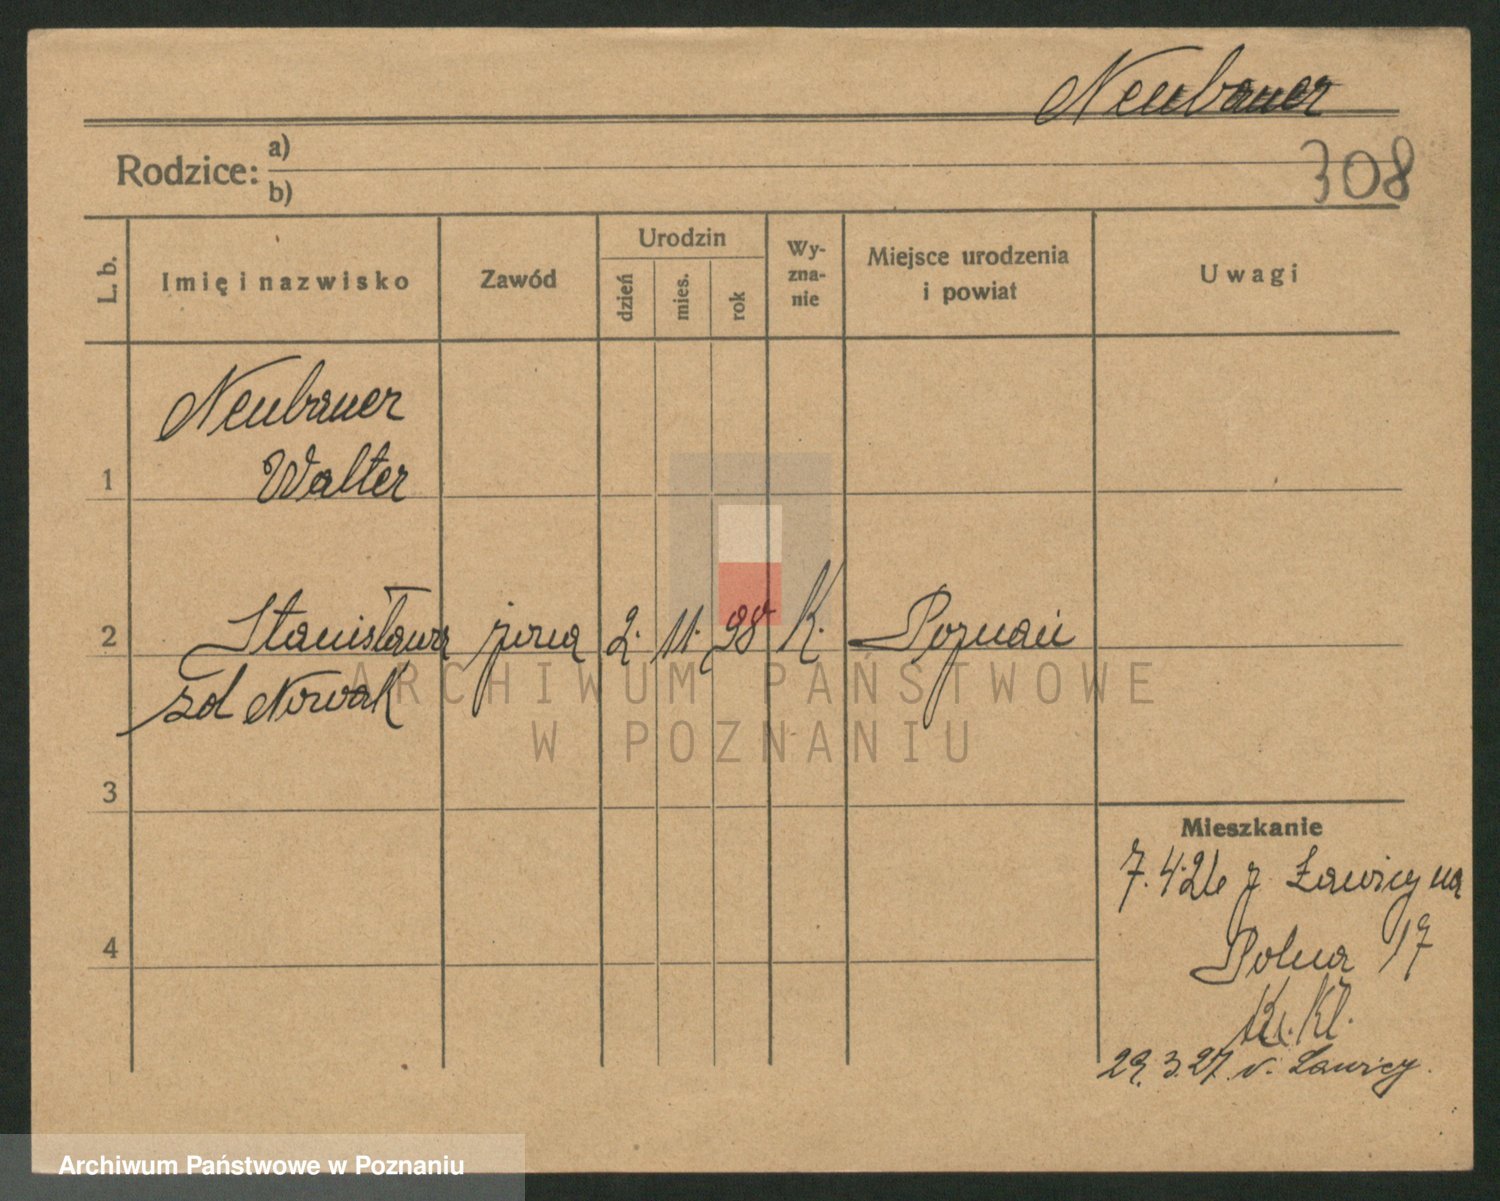 Neubauer
308
Rodzice: a)
b)
L. b.
Imię i nazwisko
Zawód
Urodzin
dzień
mies.
rok
Wy-
zna-
nie
Miejsce urodzenia
i powiat
Uwagi
Neubauer
1 Walter
2 Stanisława żona 2. 11. 98 K. Poznań
zd Nowak
3
4
Mieszkanie
7.4.26 z Ławicy na
Polna 17
29.3.27. v. Lawicy.
ARCHIWUM PAŃSTWOWE
W POZNANIU
Archiwum Państwowe w Poznaniu